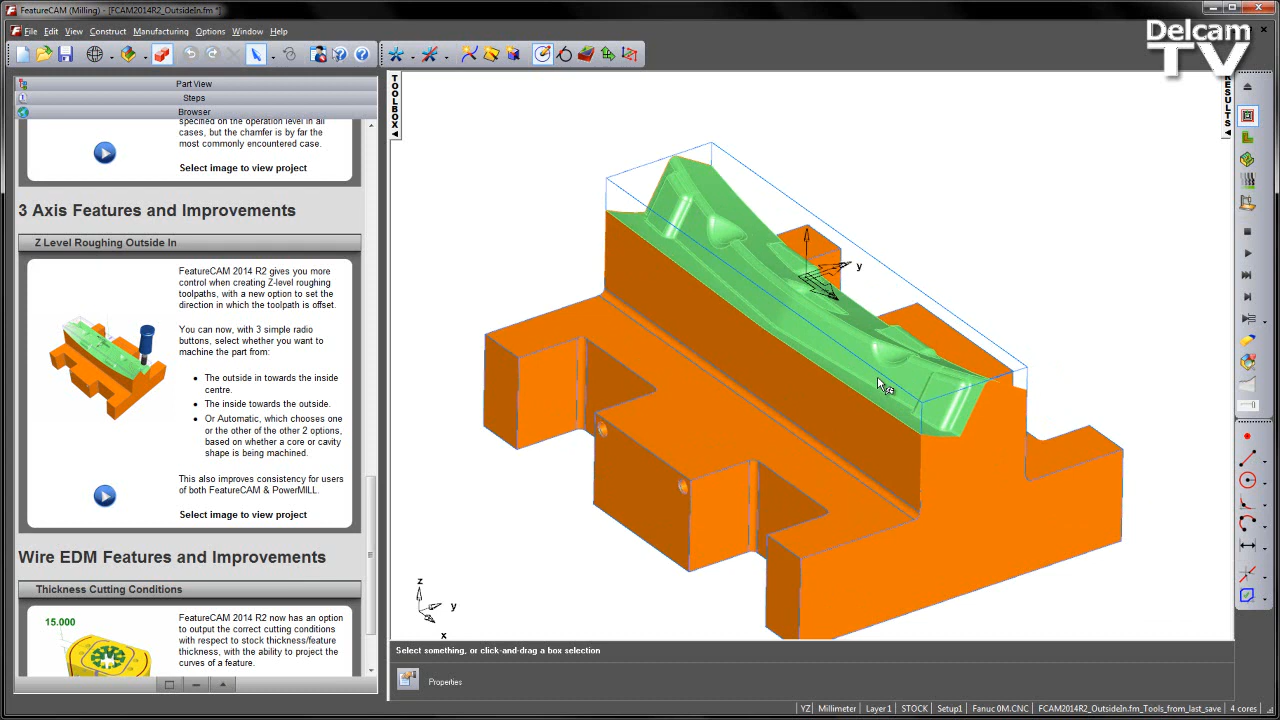 FeatureCAM (Milling) - [FCAM2014R2_OutsideIn.fm *]
File Edit View Construct Manufacturing Options Window Help
Delcam
TV
Part View
Steps
Browser
TOOLBOX
RESULTS
specified on the operation level in all
cases, but the chamfer is by far the
most commonly encountered case.
Select image to view project
3 Axis Features and Improvements
Z Level Roughing Outside In
FeatureCAM 2014 R2 gives you more
control when creating Z-level roughing
toolpaths, with a new option to set the
direction in which the toolpath is offset.
You can now, with 3 simple radio
buttons, select whether you want to
machine the part from:
• The outside in towards the inside
centre.
• The inside towards the outside.
• Or Automatic, which chooses one
or the other of the other 2 options,
based on whether a core or cavity
shape is being machined.
This also improves consistency for users
of both FeatureCAM & PowerMILL.
Select image to view project
Wire EDM Features and Improvements
Thickness Cutting Conditions
15.000
FeatureCAM 2014 R2 now has an option
to output the correct cutting conditions
with respect to stock thickness/feature
thickness, with the ability to project the
curves of a feature.
y
z
y
x
Select something, or click-and-drag a box selection
Properties
YZ Millimeter Layer1 STOCK Setup1 Fanuc 0M.CNC FCAM2014R2_OutsideIn.fm_Tools_from_last_save 4 cores